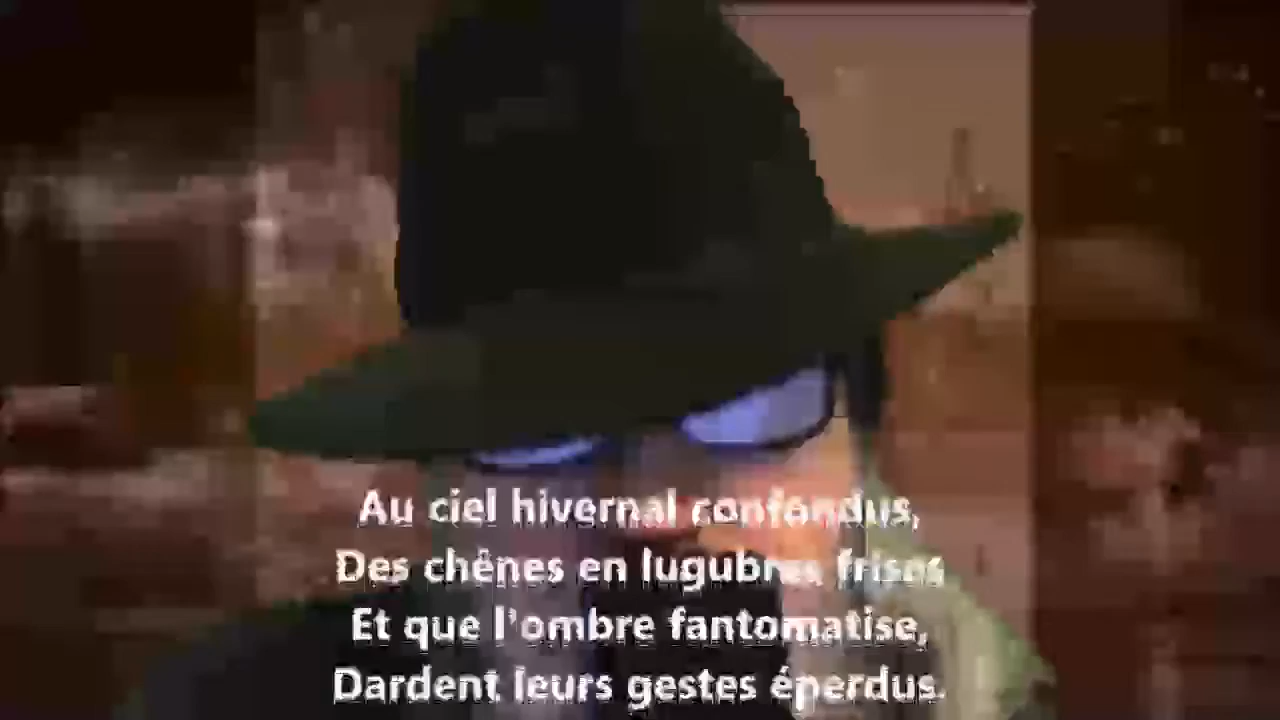 Au ciel hivernal confondus,
Des chênes en lugubres frises
Et que l'ombre fantomatise,
Dardent leurs gestes éperdus.